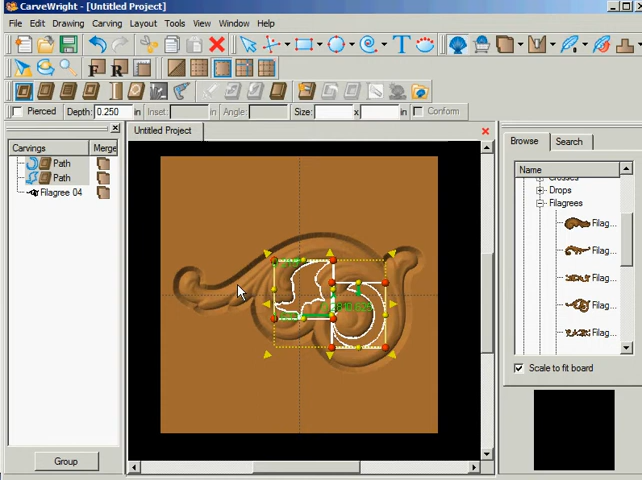 CarveWright - [Untitled Project]
File Edit Drawing Carving Layout Tools View Window Help
F R
Pierced Depth: 0.250 in Inset: in Angle: Size: x in Conform
Carvings Merge
Path
Path
Filagree 04
Group
Untitled Project
Browse Search
Name
Crosses
Drops
Filagrees
Filag...
Filag...
Filag...
Filag...
Filag...
Scale to fit board